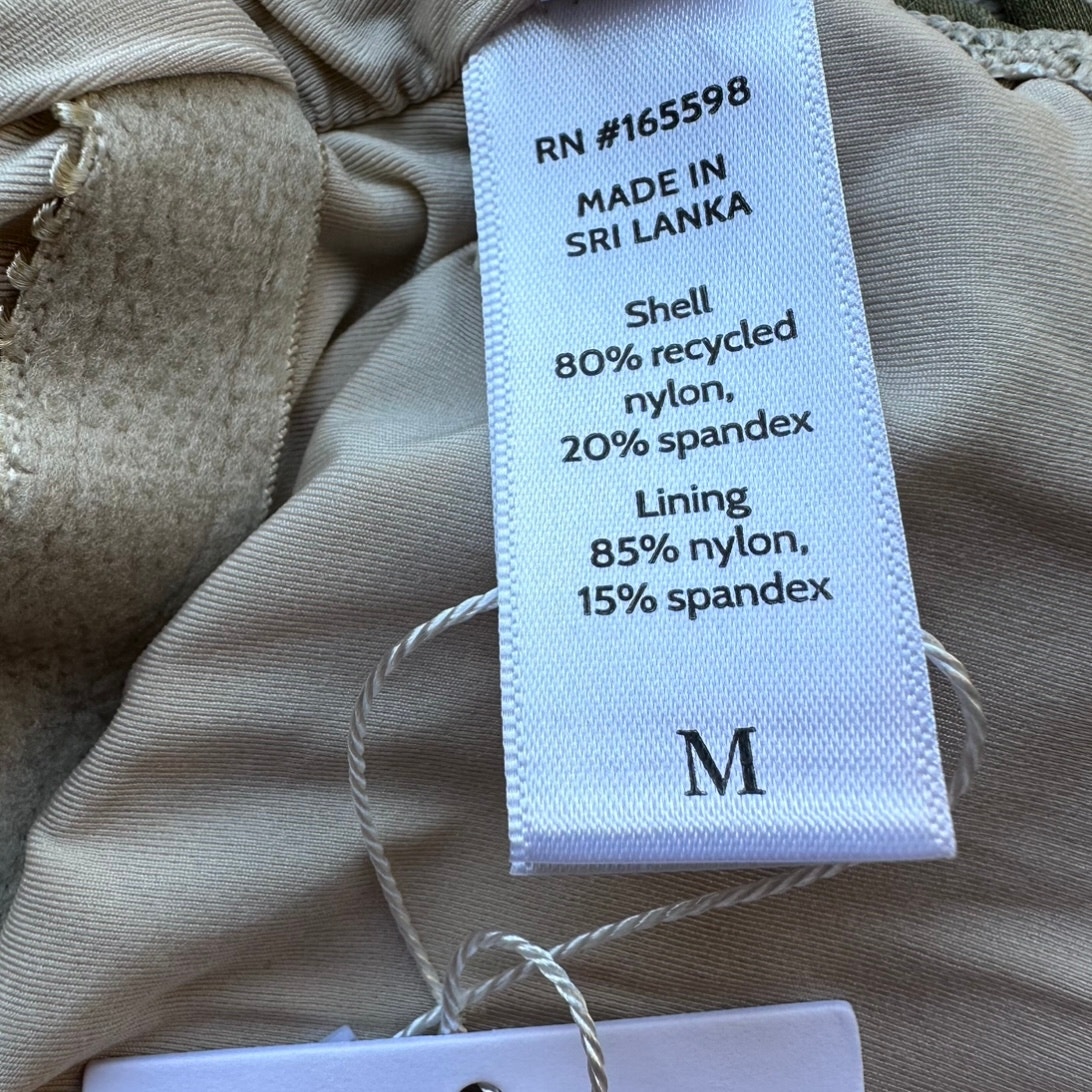 RN #165598
MADE IN
SRI LANKA
Shell
80% recycled
nylon,
20% spandex
Lining
85% nylon,
15% spandex
M